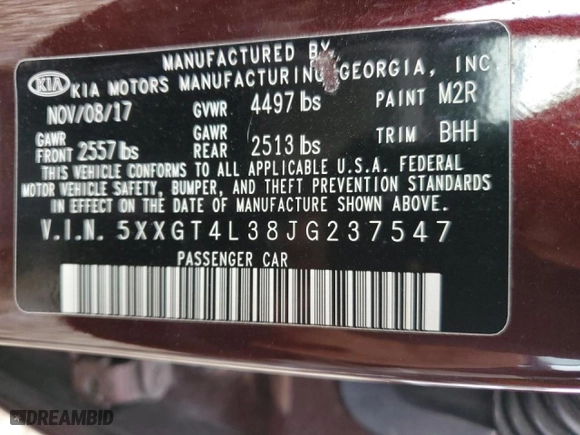 MANUFACTURED BY
KIA KIA MOTORS MANUFACTURING GEORGIA, INC
NOV/08/17 GVWR 4497 lbs PAINT M2R
GAWR FRONT 2557 lbs GAWR REAR 2513 lbs TRIM BHH
THIS VEHICLE CONFORMS TO ALL APPLICABLE U.S.A. FEDERAL
MOTOR VEHICLE SAFETY, BUMPER, AND THEFT PREVENTION STANDARDS
IN EFFECT ON THE DATE OF MANUFACTURE SHOWN ABOVE.
V.I.N. 5XXGT4L38JG237547
PASSENGER CAR
DREAMBID